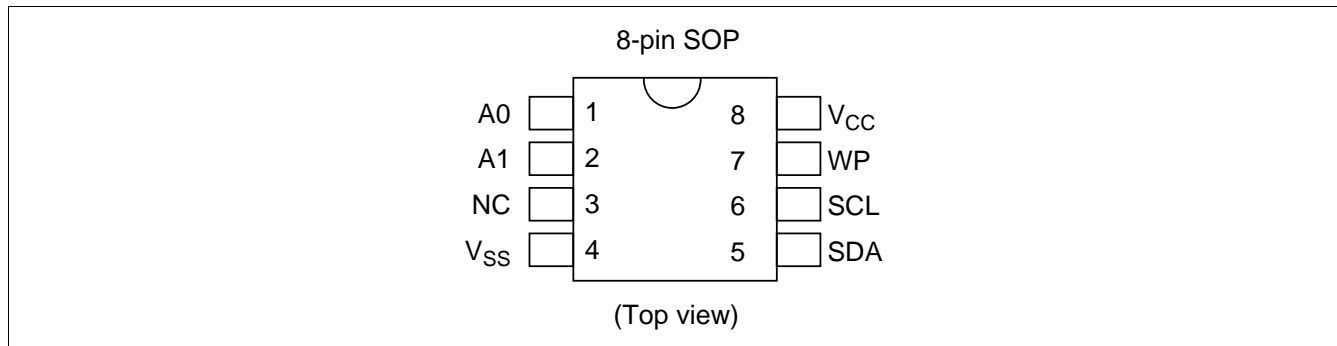 8-pin SOP
A0 1 8 VCC
A1 2 7 WP
NC 3 6 SCL
VSS 4 5 SDA
(Top view)